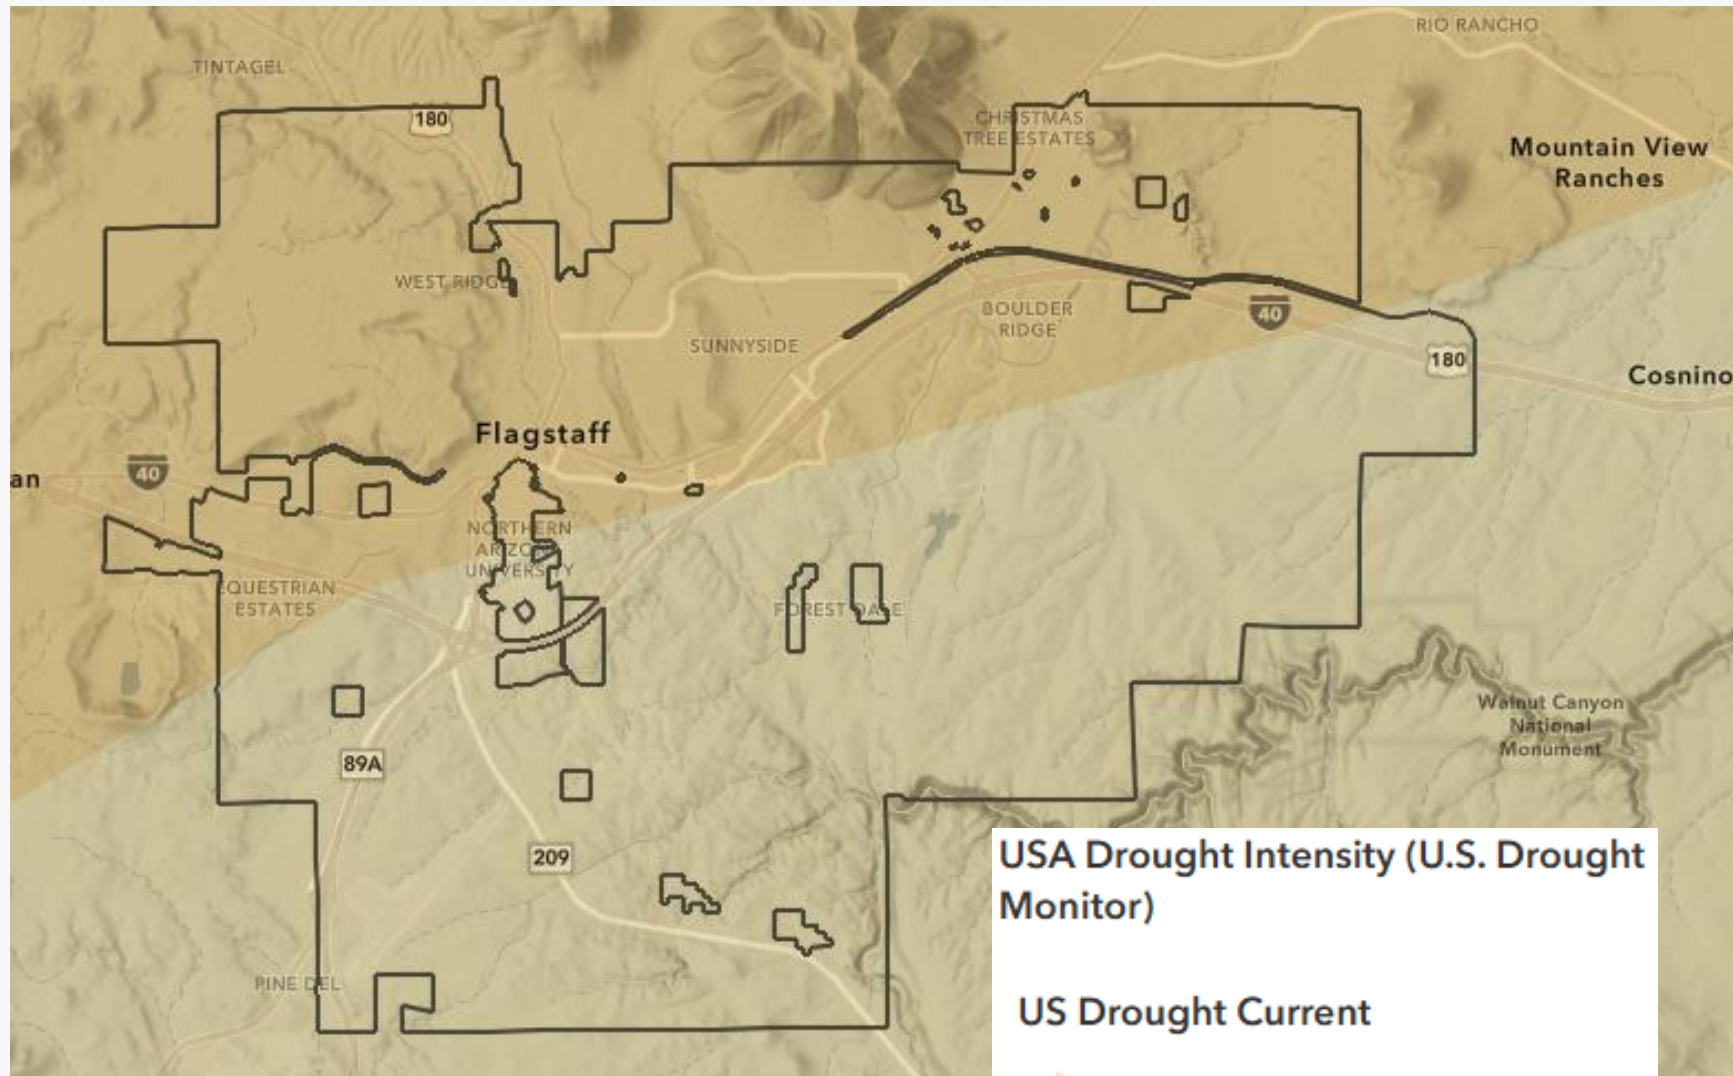 RIO RANCHO
TINTAGEL
180
CHRISTMAS
TREE ESTATES
Mountain View
Ranches
WEST RIDGE
BOULDER
RIDGE
40
SUNNYSIDE
180
Cosnino
Flagstaff
an
40
NORTHERN
ARIZONA
UNIVERSITY
EQUESTRIAN
ESTATES
FOREST DALE
Walnut Canyon
National
Monument
89A
209
PINE DEL
USA Drought Intensity (U.S. Drought
Monitor)
US Drought Current